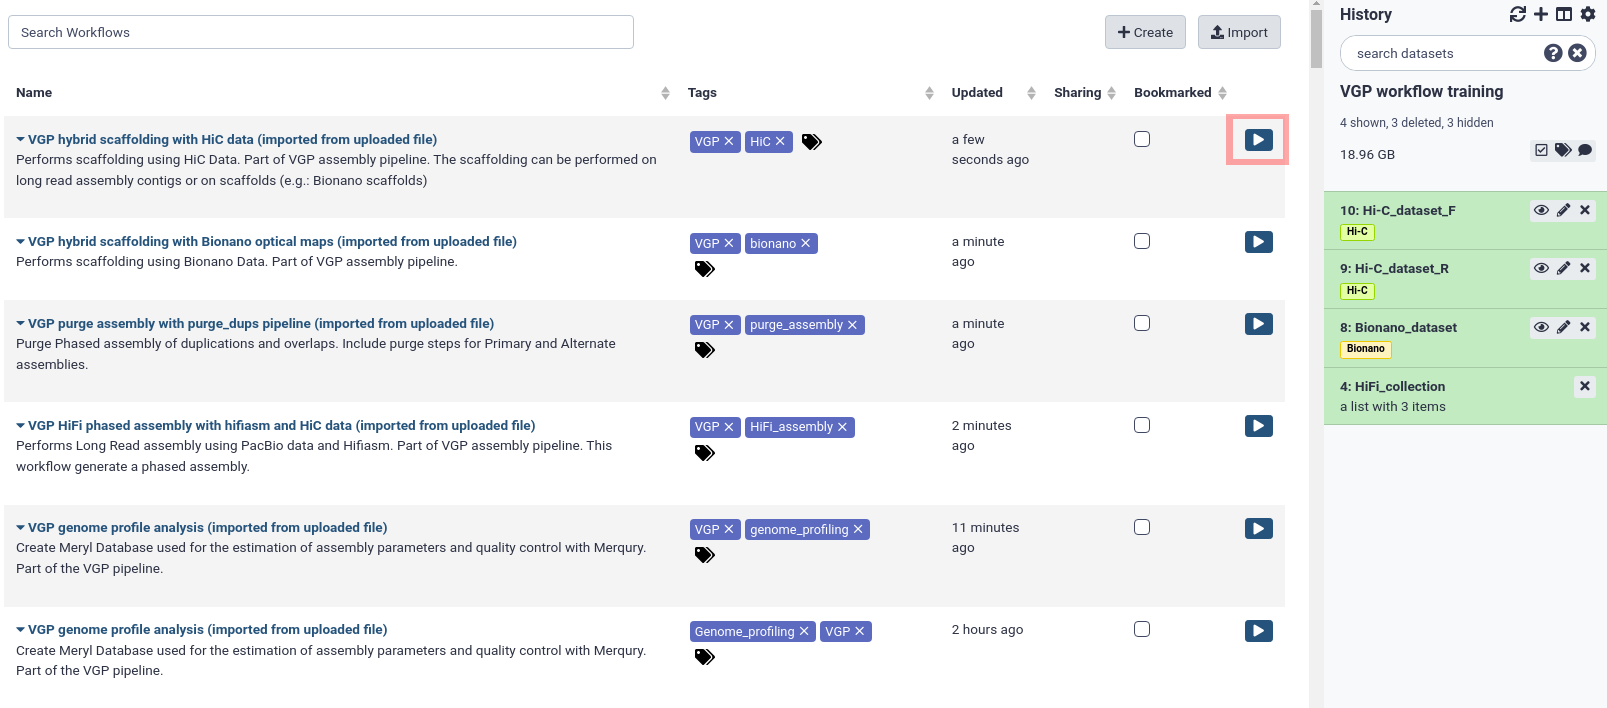 Search Workflows
Create
Import
Name
Tags
Updated
Sharing
Bookmarked
VGP hybrid scaffolding with HiC data (imported from uploaded file)
Performs scaffolding using HiC Data. Part of VGP assembly pipeline. The scaffolding can be performed on
long read assembly contigs or on scaffolds (e.g.: Bionano scaffolds)
VGP
HiC
a few
seconds ago
VGP hybrid scaffolding with Bionano optical maps (imported from uploaded file)
Performs scaffolding using Bionano Data. Part of VGP assembly pipeline.
VGP
bionano
a minute
ago
VGP purge assembly with purge_dups pipeline (imported from uploaded file)
Purge Phased assembly of duplications and overlaps. Include purge steps for Primary and Alternate
assemblies.
VGP
purge_assembly
a minute
ago
VGP HiFi phased assembly with hifiasm and HiC data (imported from uploaded file)
Performs Long Read assembly using PacBio data and Hifiasm. Part of VGP assembly pipeline. This
workflow generate a phased assembly.
VGP
HiFi_assembly
2 minutes
ago
VGP genome profile analysis (imported from uploaded file)
Create Meryl Database used for the estimation of assembly parameters and quality control with Merqury.
Part of the VGP pipeline.
VGP
genome_profiling
11 minutes
ago
VGP genome profile analysis (imported from uploaded file)
Create Meryl Database used for the estimation of assembly parameters and quality control with Merqury.
Part of the VGP pipeline.
Genome_profiling
VGP
2 hours ago
History
search datasets
VGP workflow training
4 shown, 3 deleted, 3 hidden
18.96 GB
10: Hi-C_dataset_F
Hi-C
9: Hi-C_dataset_R
Hi-C
8: Bionano_dataset
Bionano
4: HiFi_collection
a list with 3 items